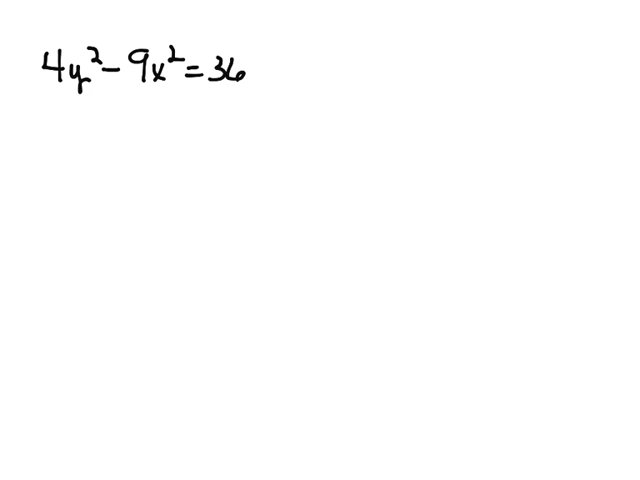 4y² - 9x² = 36